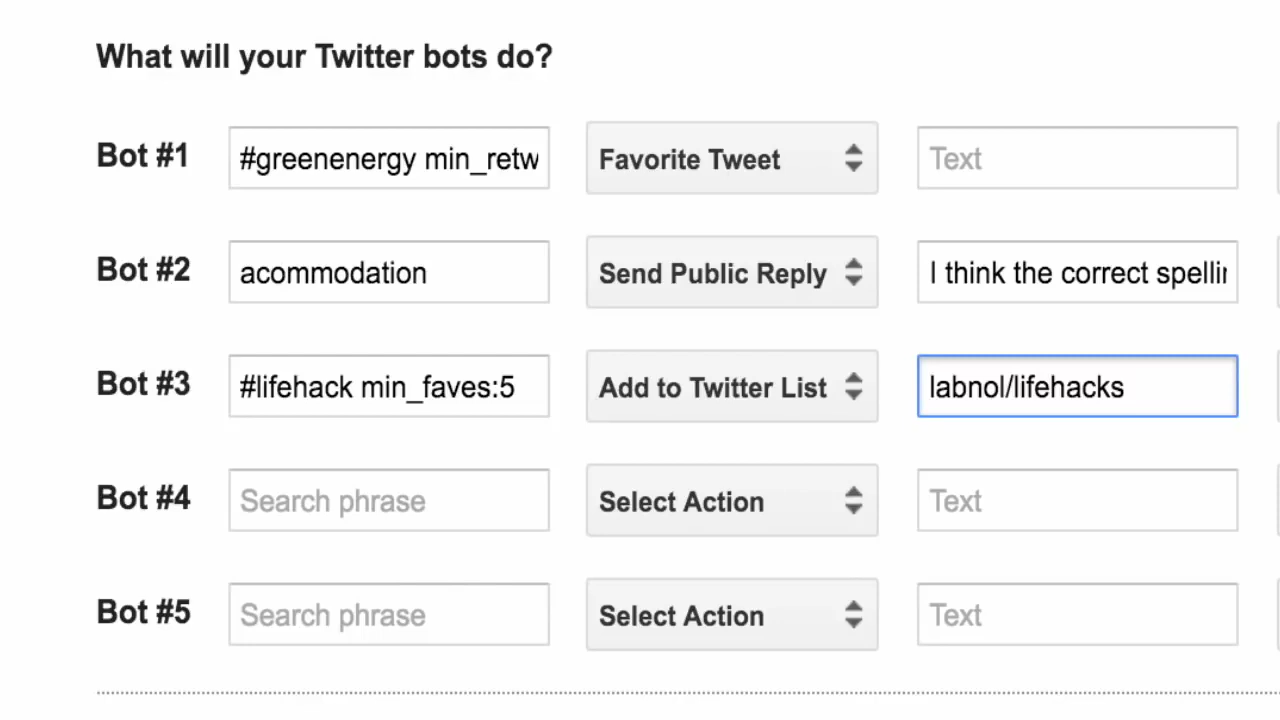 What will your Twitter bots do?
Bot #1 #greenenergy min_retw Favorite Tweet Text
Bot #2 acommodation Send Public Reply I think the correct spellin
Bot #3 #lifehack min_faves:5 Add to Twitter List labnol/lifehacks
Bot #4 Search phrase Select Action Text
Bot #5 Search phrase Select Action Text